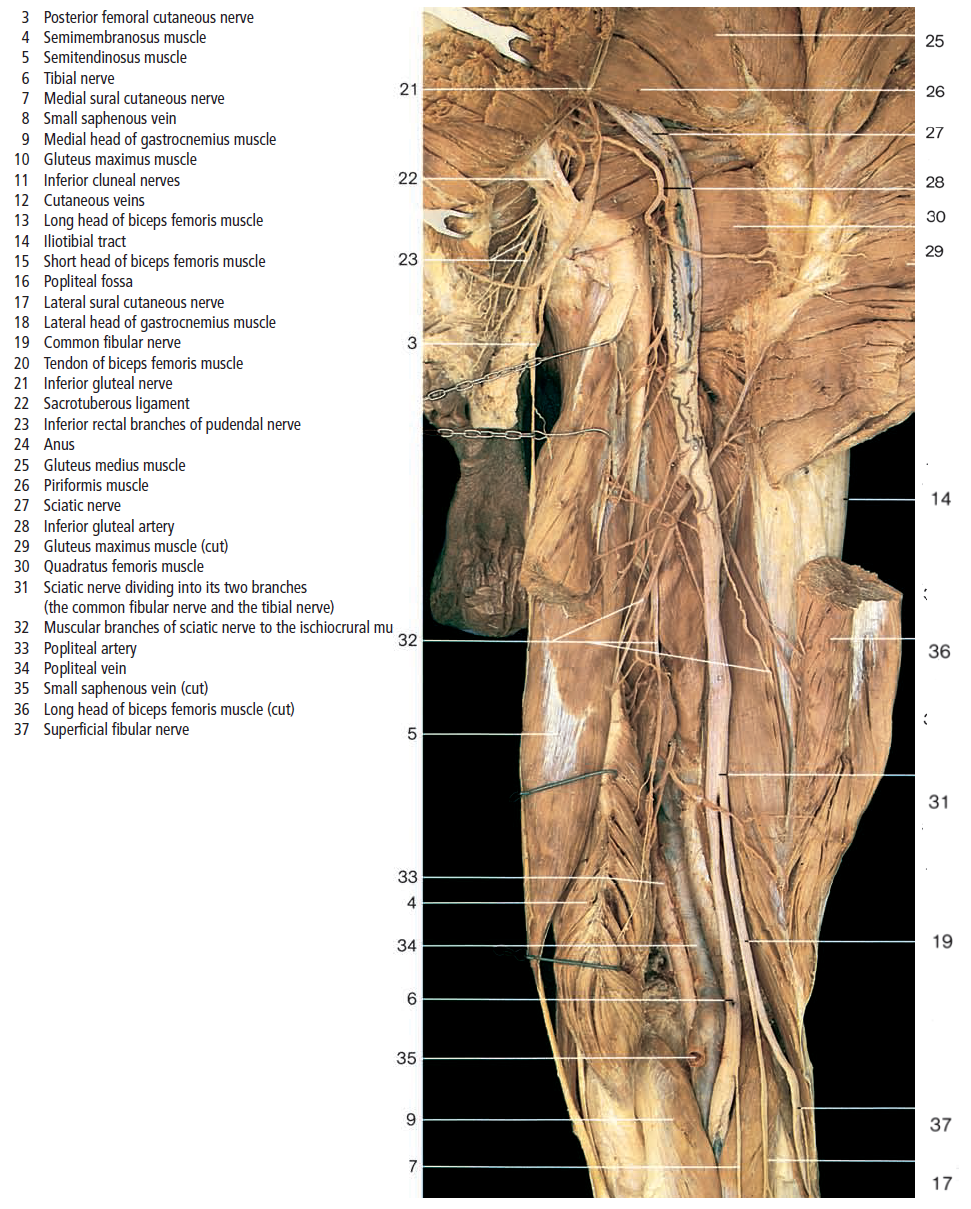 3 Posterior femoral cutaneous nerve
4 Semimembranosus muscle
5 Semitendinosus muscle
6 Tibial nerve
7 Medial sural cutaneous nerve
8 Small saphenous vein
9 Medial head of gastrocnemius muscle
10 Gluteus maximus muscle
11 Inferior cluneal nerves
12 Cutaneous veins
13 Long head of biceps femoris muscle
14 Iliotibial tract
15 Short head of biceps femoris muscle
16 Popliteal fossa
17 Lateral sural cutaneous nerve
18 Lateral head of gastrocnemius muscle
19 Common fibular nerve
20 Tendon of biceps femoris muscle
21 Inferior gluteal nerve
22 Sacrotuberous ligament
23 Inferior rectal branches of pudendal nerve
24 Anus
25 Gluteus medius muscle
26 Piriformis muscle
27 Sciatic nerve
28 Inferior gluteal artery
29 Gluteus maximus muscle (cut)
30 Quadratus femoris muscle
31 Sciatic nerve dividing into its two branches
(the common fibular nerve and the tibial nerve)
32 Muscular branches of sciatic nerve to the ischiocrural mu
33 Popliteal artery
34 Popliteal vein
35 Small saphenous vein (cut)
36 Long head of biceps femoris muscle (cut)
37 Superficial fibular nerve
21
22
23
3
32
5
33
4
34
6
35
9
7
25
26
27
28
30
29
14
36
31
19
37
17